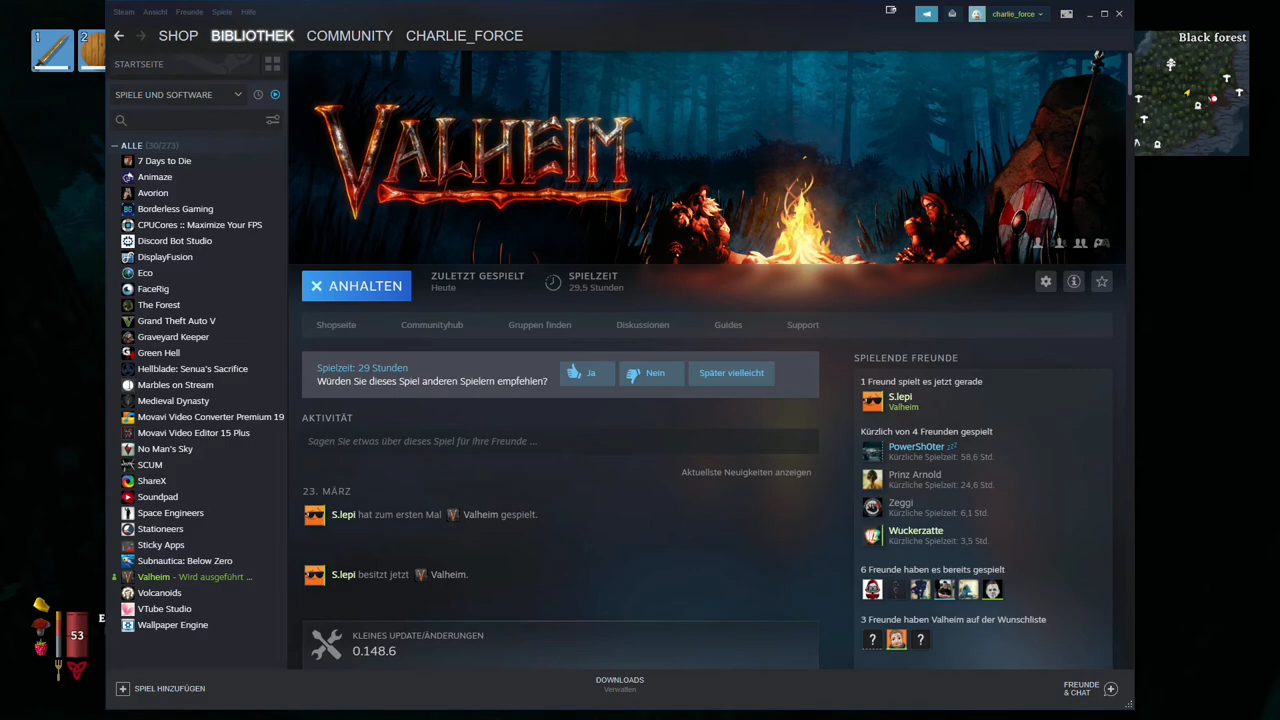 Steam Ansicht Freunde Spiele Hilfe
charlie_force
SHOP BIBLIOTHEK COMMUNITY CHARLIE_FORCE
1
2
Black forest
STARTSEITE
SPIELE UND SOFTWARE
ALLE (30/273)
7 Days to Die
Animaze
Avorion
Borderless Gaming
CPUCores :: Maximize Your FPS
Discord Bot Studio
DisplayFusion
Eco
FaceRig
The Forest
Grand Theft Auto V
Graveyard Keeper
Green Hell
Hellblade: Senua's Sacrifice
Marbles on Stream
Medieval Dynasty
Movavi Video Converter Premium 19
Movavi Video Editor 15 Plus
No Man's Sky
SCUM
ShareX
Soundpad
Space Engineers
Stationeers
Sticky Apps
Subnautica: Below Zero
Valheim - Wird ausgeführt ...
Volcanoids
VTube Studio
Wallpaper Engine
VALHEIM
ANHALTEN
ZULETZT GESPIELT
Heute
SPIELZEIT
29,5 Stunden
Shopseite Communityhub Gruppen finden Diskussionen Guides Support
Spielzeit: 29 Stunden
Würden Sie dieses Spiel anderen Spielern empfehlen?
Ja
Nein
Später vielleicht
AKTIVITÄT
Sagen Sie etwas über dieses Spiel für Ihre Freunde ...
Aktuellste Neuigkeiten anzeigen
23. MÄRZ
S.lepi hat zum ersten Mal Valheim gespielt.
S.lepi besitzt jetzt Valheim.
KLEINES UPDATE/ÄNDERUNGEN
0.148.6
SPIELENDE FREUNDE
1 Freund spielt es jetzt gerade
S.lepi
Valheim
Kürzlich von 4 Freunden gespielt
PowerSh0ter zzz
Kürzliche Spielzeit: 58,6 Std.
Prinz Arnold
Kürzliche Spielzeit: 24,6 Std.
Zeggi
Kürzliche Spielzeit: 6,1 Std.
Wuckerzatte
Kürzliche Spielzeit: 3,5 Std.
6 Freunde haben es bereits gespielt
3 Freunde haben Valheim auf der Wunschliste
? ?
E
53
SPIEL HINZUFÜGEN
DOWNLOADS
Verwalten
FREUNDE
& CHAT